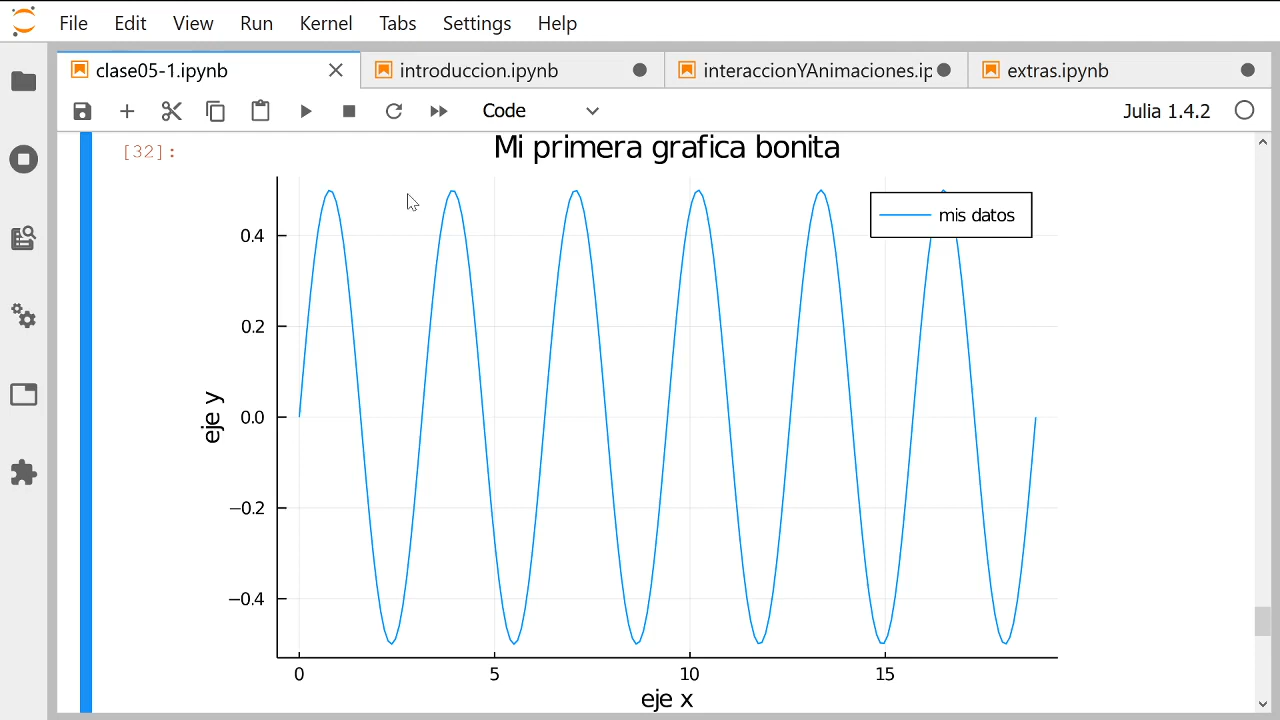 File Edit View Run Kernel Tabs Settings Help
clase05-1.ipynb introduccion.ipynb interaccionYAnimaciones.ip extras.ipynb
Code Julia 1.4.2
[32]:
Mi primera grafica bonita
mis datos
0.4
0.2
0.0
−0.2
−0.4
eje y
0 5 10 15
eje x